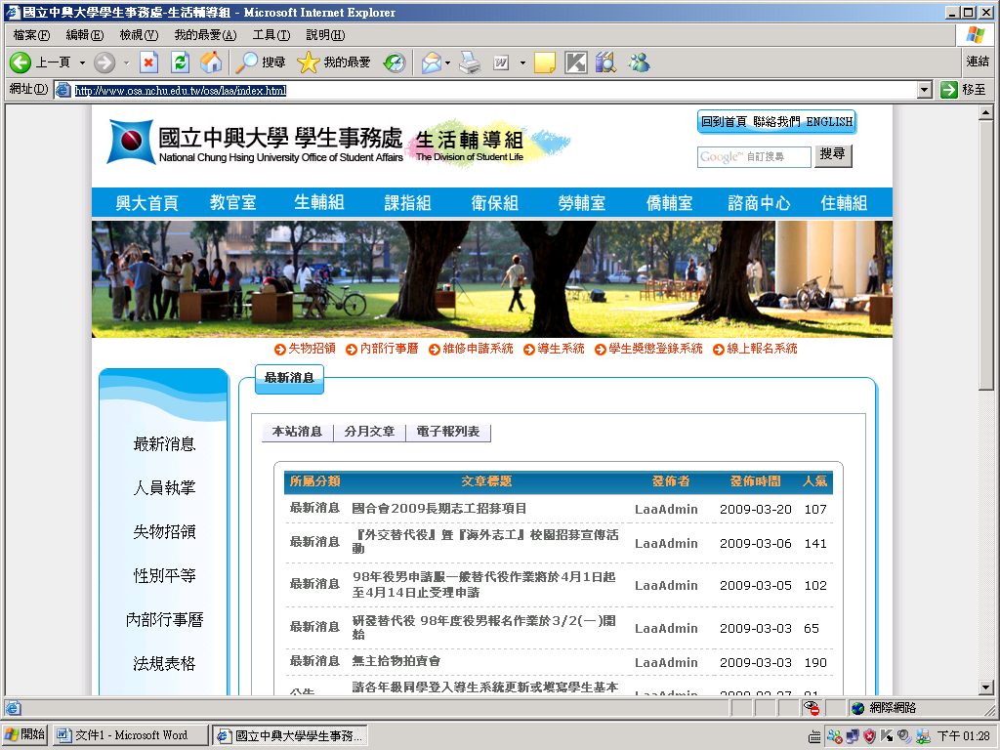 國立中興大學學生事務處-生活輔導組 - Microsoft Internet Explorer
檔案(F) 編輯(E) 檢視(V) 我的最愛(A) 工具(T) 說明(H)
上一頁 搜尋 我的最愛 連結
網址(D) http://www.osa.nchu.edu.tw/osa/laa/index.html 移至
回到首頁 聯絡我們 ENGLISH
國立中興大學 學生事務處 生活輔導組
National Chung Hsing University Office of Student Affairs The Division of Student Life
Google™ 自訂搜尋 搜尋
興大首頁 教官室 生輔組 課指組 衛保組 勞輔室 僑輔室 諮商中心 住輔組
失物招領 內部行事曆 維修申請系統 導生系統 學生獎懲登錄系統 線上報名系統
最新消息
人員執掌
失物招領
性別平等
內部行事曆
法規表格
最新消息
本站消息 分月文章 電子報列表
所屬分類 文章標題 發佈者 發佈時間 人氣
最新消息 國合會2009長期志工招募項目 LaaAdmin 2009-03-20 107
最新消息 『外交替代役』暨『海外志工』校園招募宣傳活動 LaaAdmin 2009-03-06 141
最新消息 98年役男申請服一般替代役作業將於4月1日起至4月14日止受理申請 LaaAdmin 2009-03-05 102
最新消息 研發替代役 98年度役男報名作業於3/2(一)開始 LaaAdmin 2009-03-03 65
最新消息 無主拾物拍賣會 LaaAdmin 2009-03-03 190
公告 請各年級同學登入導生系統更新或填寫學生基本 LaaAdmin
網際網路
開始 文件1 - Microsoft Word 國立中興大學學生事務... 下午 01:28